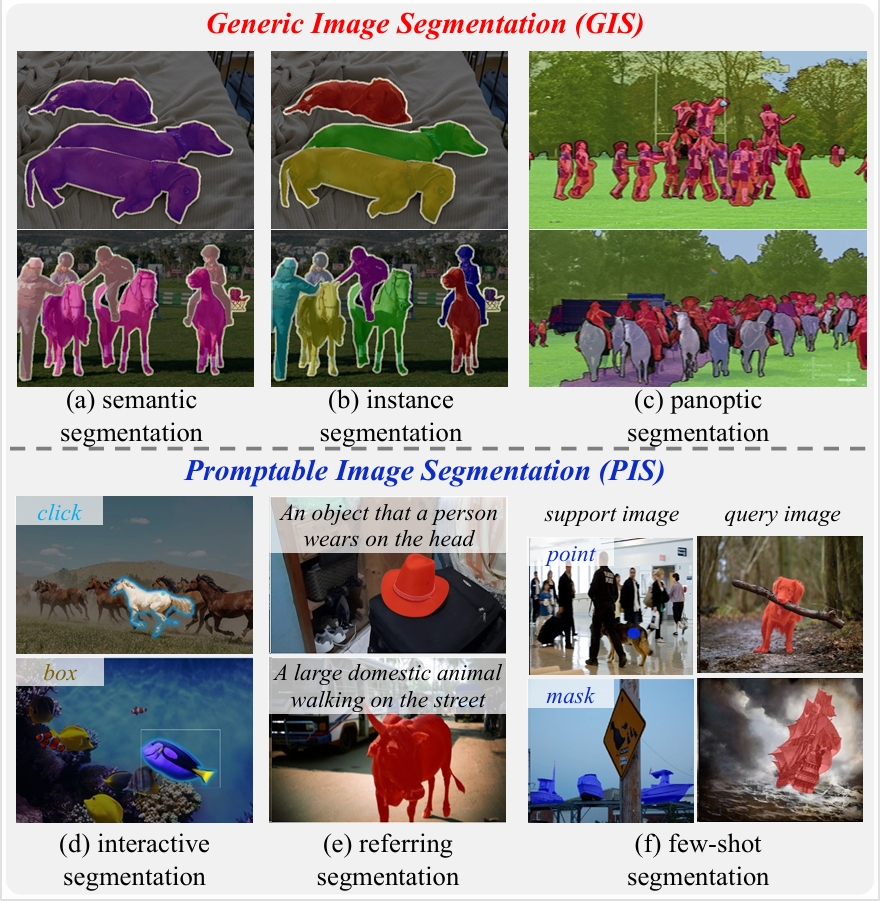 Generic Image Segmentation (GIS)
(a) semantic
segmentation
(b) instance
segmentation
(c) panoptic
segmentation
Promptable Image Segmentation (PIS)
click
box
(d) interactive
segmentation
An object that a person
wears on the head
A large domestic animal
walking on the street
(e) referring
segmentation
support image
query image
point
mask
(f) few-shot
segmentation